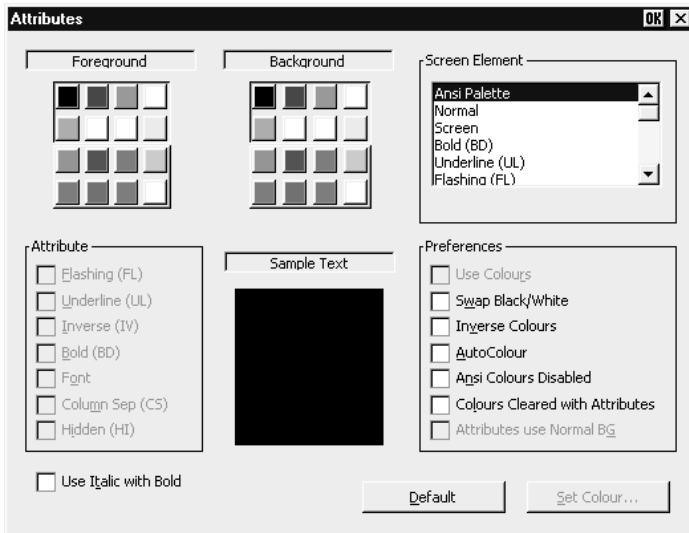 Attributes
OK
Foreground
Background
Screen Element
Ansi Palette
Normal
Screen
Bold (BD)
Underline (UL)
Flashing (FL)
Attribute
Flashing (FL)
Underline (UL)
Inverse (IV)
Bold (BD)
Font
Column Sep (CS)
Hidden (HI)
Use Italic with Bold
Sample Text
Preferences
Use Colours
Swap Black/White
Inverse Colours
AutoColour
Ansi Colours Disabled
Colours Cleared with Attributes
Attributes use Normal BG
Default
Set Colour...